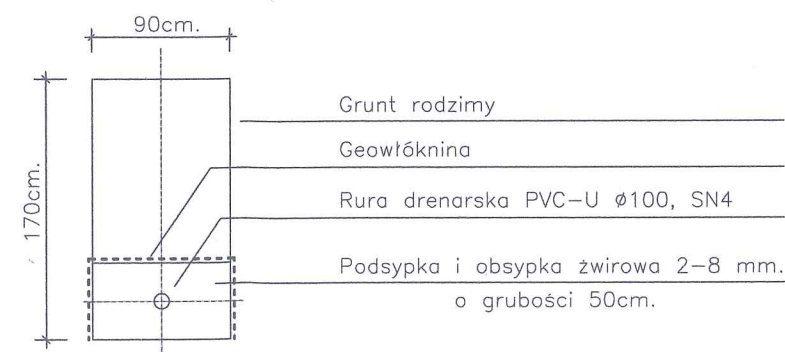 90cm.
170cm.
Grunt rodzimy
Geowłóknina
Rura drenarska PVC-U ø100, SN4
Podsypka i obsypka żwirowa 2-8 mm.
o grubości 50cm.